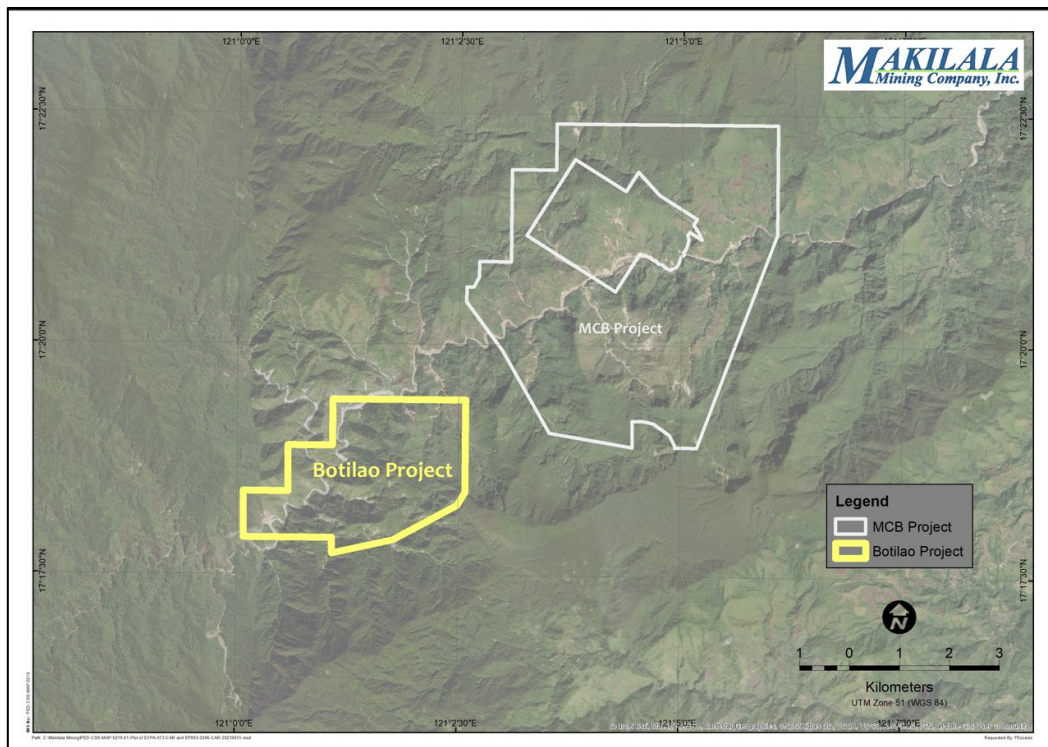 121°0'0"E 121°2'30"E 121°5'0"E
MAKILALA
Mining Company, Inc.
17°22'30"N 17°22'30"N
MCB Project
17°20'0"N 17°20'0"N
Botilao Project
Legend
MCB Project
Botilao Project
17°17'30"N 17°17'30"N
N
1 0 1 2 3
Kilometers
UTM Zone 51 (WGS 84)
121°0'0"E 121°2'30"E 121°5'0"E 121°7'30"E